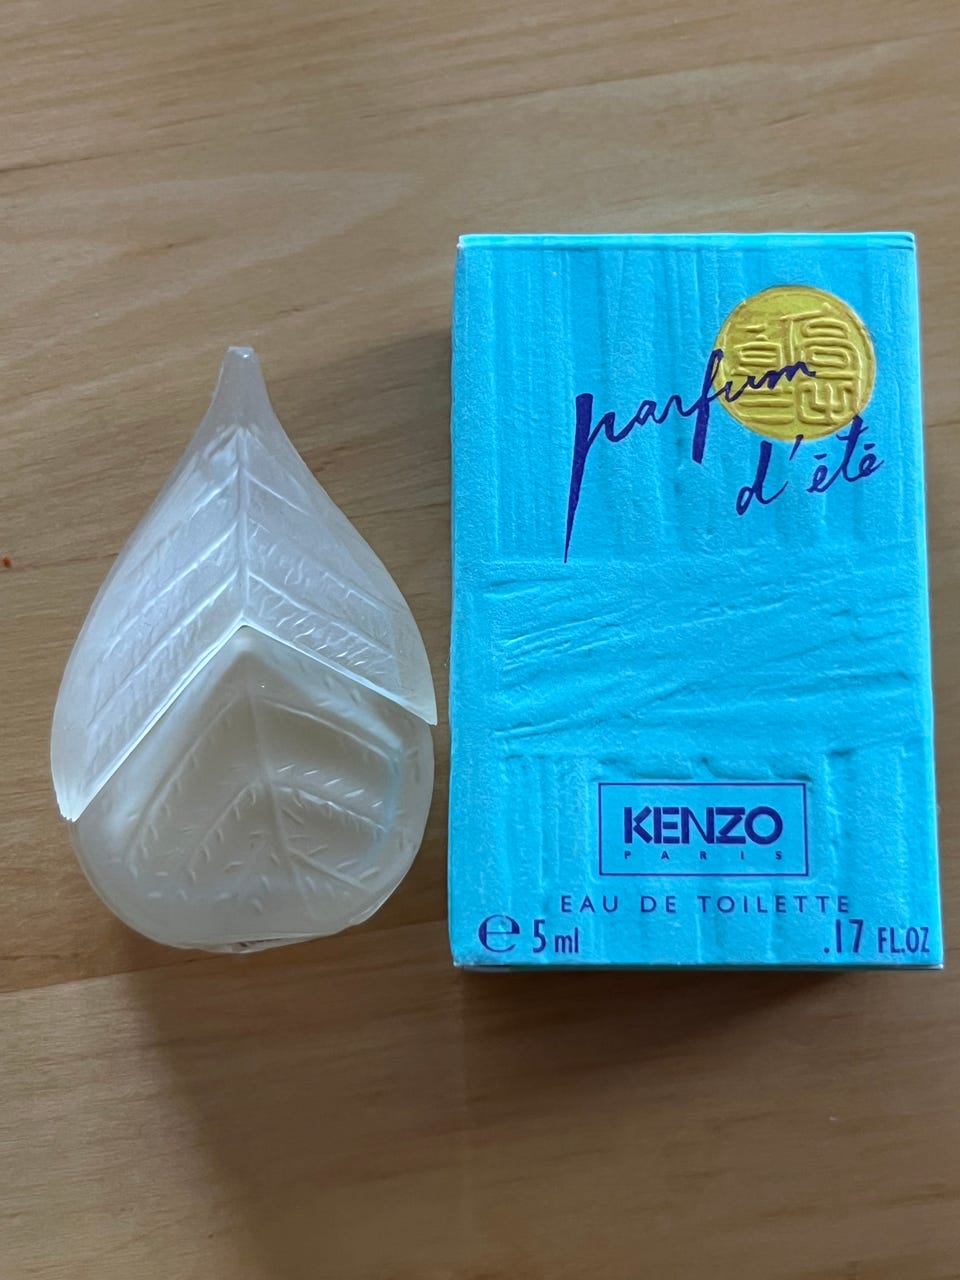 parfum
d'été
KENZO
PARIS
EAU DE TOILETTE
℮ 5 ml .17 FL.OZ